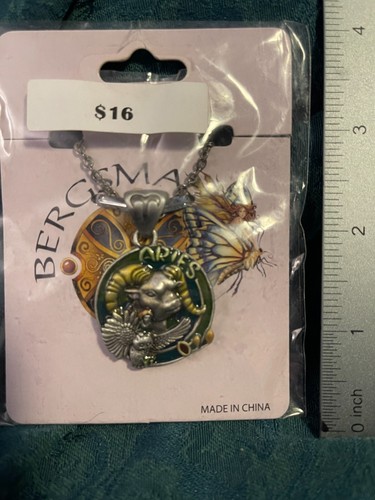 $16
BERGSMA
ARIES
MADE IN CHINA
4
3
2
1
0 inch